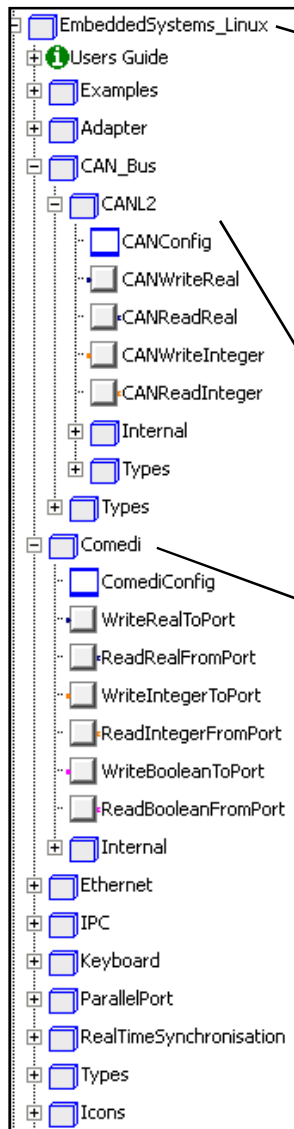 EmbeddedSystems_Linux
Users Guide
Examples
Adapter
CAN_Bus
CANL2
CANConfig
CANWriteReal
CANReadReal
CANWriteInteger
CANReadInteger
Internal
Types
Types
Comedi
ComediConfig
WriteRealToPort
ReadRealFromPort
WriteIntegerToPort
ReadIntegerFromPort
WriteBooleanToPort
ReadBooleanFromPort
Internal
Ethernet
IPC
Keyboard
ParallelPort
RealTimeSynchronisation
Types
Icons